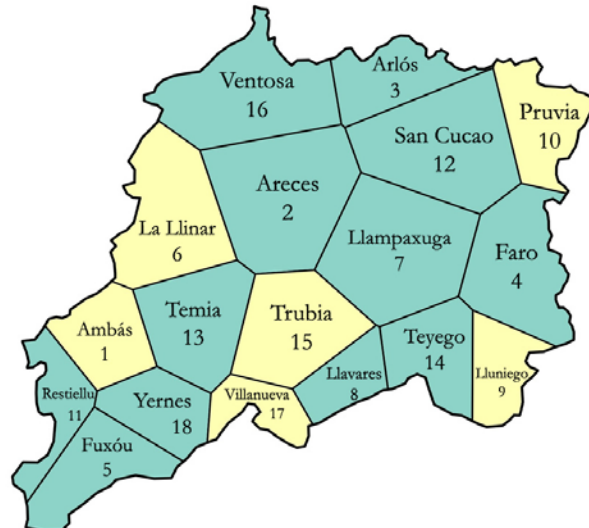 Arlós
3
Ventosa
16
Pruvia
10
San Cucao
12
Areces
2
La Llinar
6
Llampaxuga
7
Faro
4
Temia
13
Trubia
15
Ambás
1
Teyego
14
Llavares
8
Lluniego
9
Restiellu
11
Yernes
18
Villanueva
17
Fuxóu
5